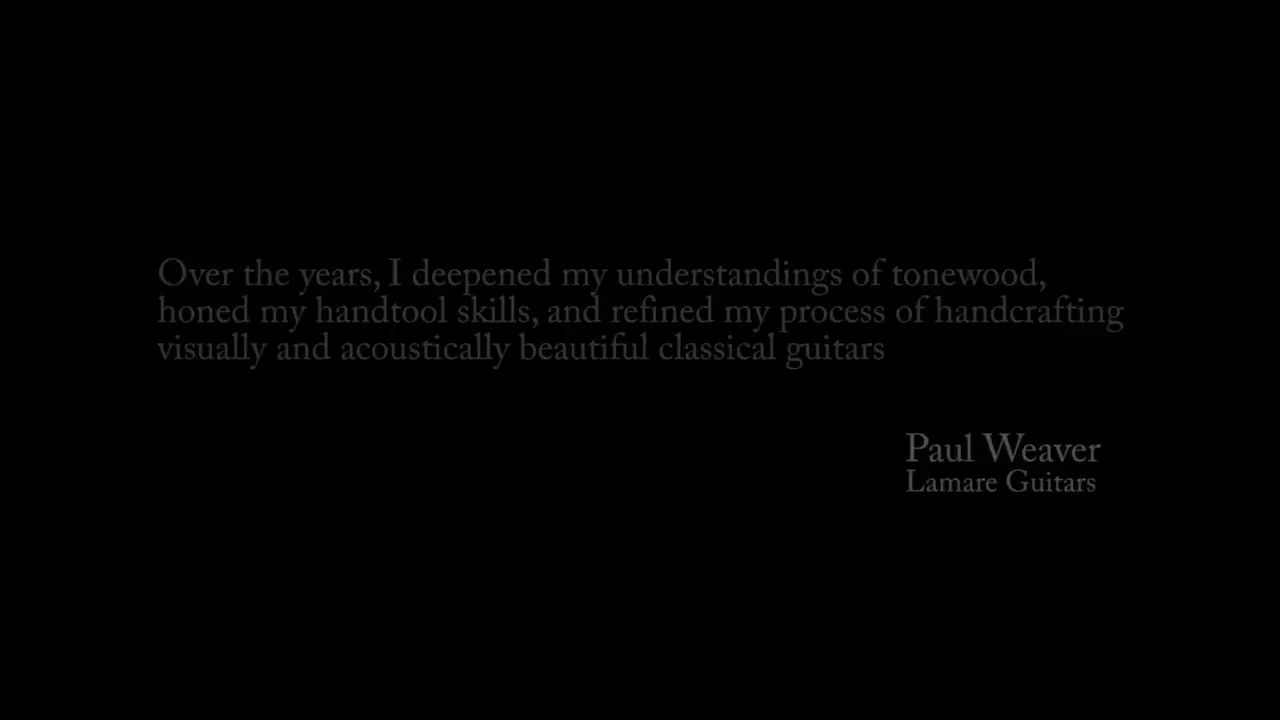 Over the years, I deepened my understandings of tonewood,
honed my handtool skills, and refined my process of handcrafting
visually and acoustically beautiful classical guitars
Paul Weaver
Lamare Guitars